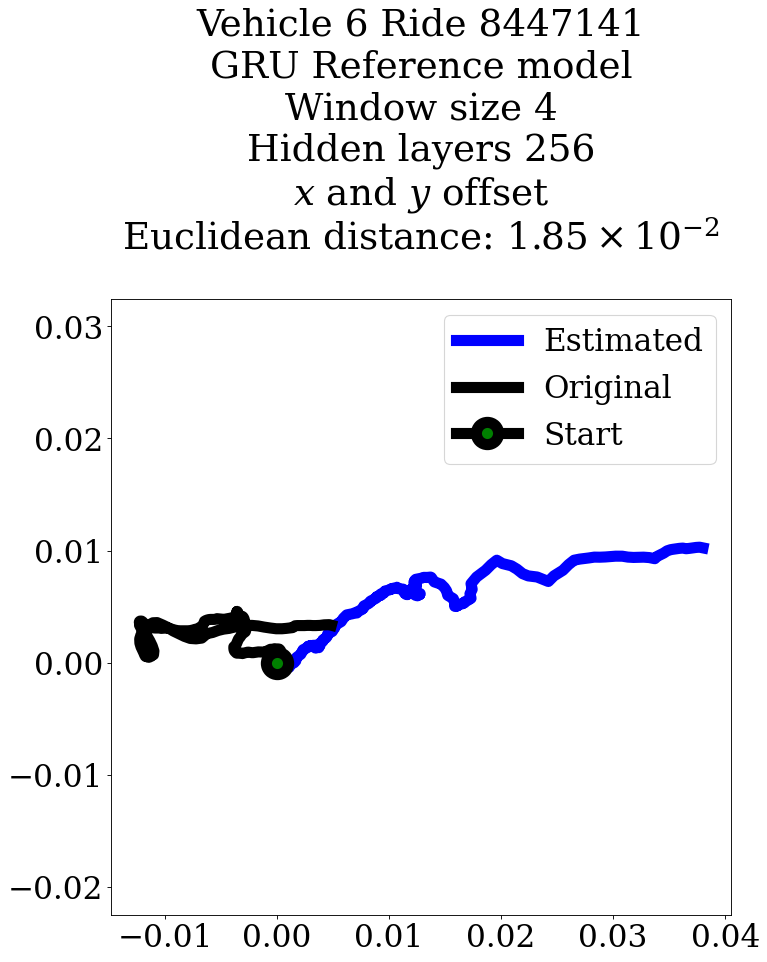 Vehicle 6 Ride 8447141
GRU Reference model
Window size 4
Hidden layers 256
x and y offset
Euclidean distance: 1.85 × 10⁻²
Estimated
Original
Start
0.03
0.02
0.01
0.00
−0.01
−0.02
−0.01 0.00 0.01 0.02 0.03 0.04